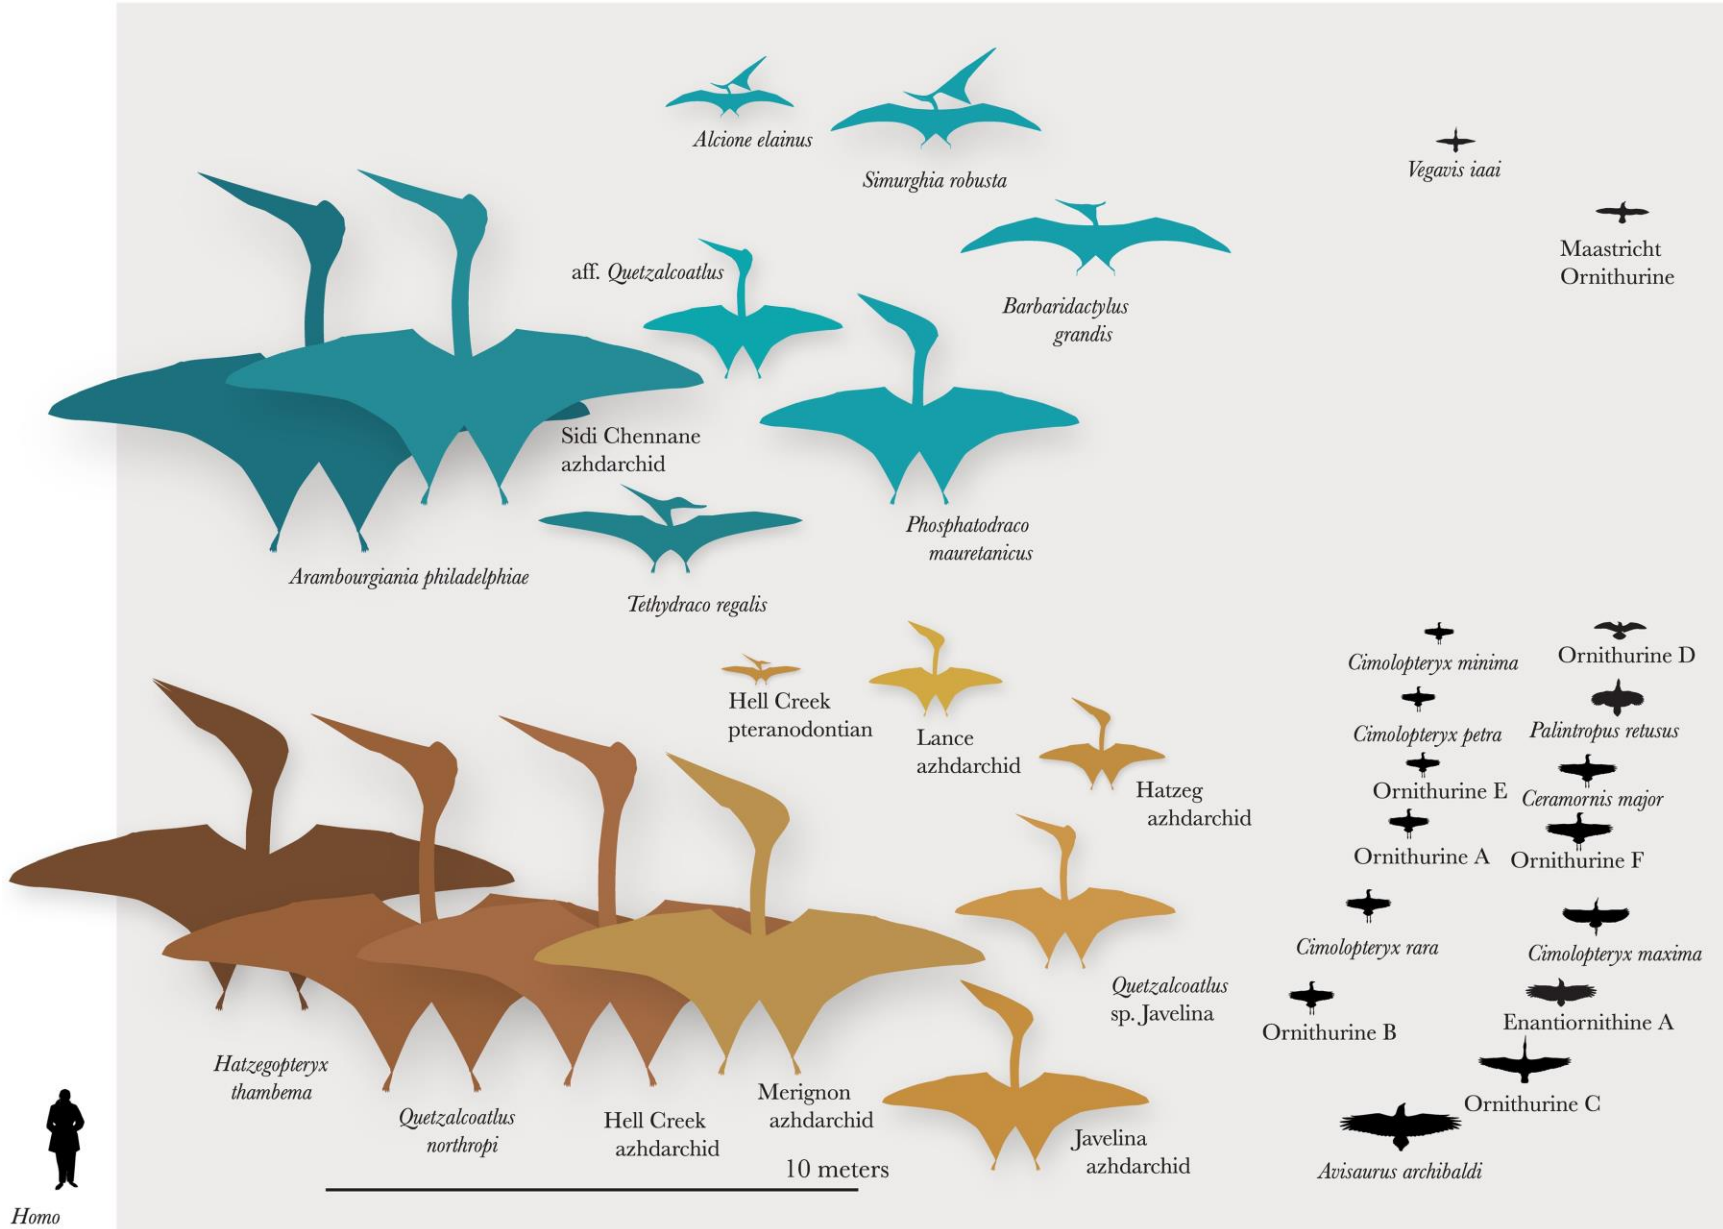 Alcione elainus
Simurghia robusta
Vegavis iaai
Maastricht
Ornithurine
aff. Quetzalcoatlus
Barbaridactylus
grandis
Sidi Chennane
azhdarchid
Phosphatodraco
mauretanicus
Arambourgiania philadelphiae
Tethydraco regalis
Hell Creek
pteranodontian
Lance
azhdarchid
Hatzeg
azhdarchid
Cimolopteryx minima
Ornithurine D
Cimolopteryx petra
Palintropus retusus
Ornithurine E
Ceramornis major
Ornithurine A
Ornithurine F
Cimolopteryx rara
Cimolopteryx maxima
Quetzalcoatlus
sp. Javelina
Ornithurine B
Enantiornithine A
Hatzegopteryx
thambema
Quetzalcoatlus
northropi
Hell Creek
azhdarchid
Merignon
azhdarchid
Javelina
azhdarchid
Ornithurine C
Avisaurus archibaldi
10 meters
Homo